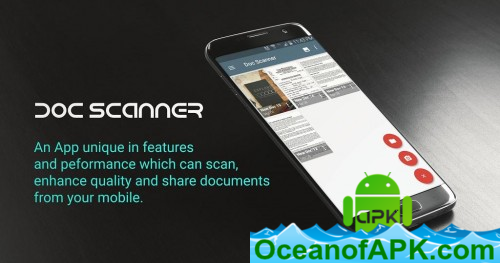 DOC SCANNER
An App unique in features
and peformance which can scan,
enhance quality and share documents
from your mobile.
Doc Scanner
apk
OceanofAPK.com